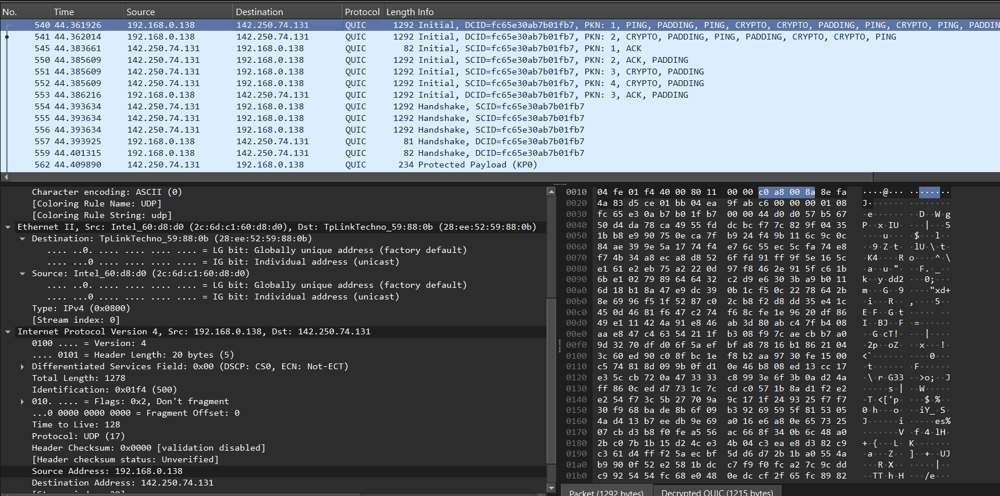 No. Time Source Destination Protocol Length Info
540 44.361926 192.168.0.138 142.250.74.131 QUIC 1292 Initial, DCID=fc65e30ab7b01fb7, PKN: 1, PING, PADDING, PING, CRYPTO, CRYPTO, PADDING, PING, CRYPTO, PING, PADDIN
541 44.362014 192.168.0.138 142.250.74.131 QUIC 1292 Initial, DCID=fc65e30ab7b01fb7, PKN: 2, CRYPTO, PADDING, PING, PADDING, CRYPTO, CRYPTO, PING
545 44.383661 142.250.74.131 192.168.0.138 QUIC 82 Initial, SCID=fc65e30ab7b01fb7, PKN: 1, ACK
550 44.385609 142.250.74.131 192.168.0.138 QUIC 1292 Initial, SCID=fc65e30ab7b01fb7, PKN: 2, ACK, PADDING
551 44.385609 142.250.74.131 192.168.0.138 QUIC 1292 Initial, SCID=fc65e30ab7b01fb7, PKN: 3, CRYPTO, PADDING
552 44.385609 142.250.74.131 192.168.0.138 QUIC 1292 Initial, SCID=fc65e30ab7b01fb7, PKN: 4, CRYPTO, PADDING
553 44.386216 192.168.0.138 142.250.74.131 QUIC 1292 Initial, DCID=fc65e30ab7b01fb7, PKN: 3, ACK, PADDING
554 44.393634 142.250.74.131 192.168.0.138 QUIC 1292 Handshake, SCID=fc65e30ab7b01fb7
555 44.393634 142.250.74.131 192.168.0.138 QUIC 1292 Handshake, SCID=fc65e30ab7b01fb7
556 44.393634 142.250.74.131 192.168.0.138 QUIC 1292 Handshake, SCID=fc65e30ab7b01fb7
557 44.393925 192.168.0.138 142.250.74.131 QUIC 81 Handshake, DCID=fc65e30ab7b01fb7
559 44.401315 192.168.0.138 142.250.74.131 QUIC 82 Handshake, DCID=fc65e30ab7b01fb7
562 44.409890 142.250.74.131 192.168.0.138 QUIC 234 Protected Payload (KP0)
Character encoding: ASCII (0)
[Coloring Rule Name: UDP]
[Coloring Rule String: udp]
Ethernet II, Src: Intel_60:d8:d0 (2c:6d:c1:60:d8:d0), Dst: TpLinkTechno_59:88:0b (28:ee:52:59:88:0b)
Destination: TpLinkTechno_59:88:0b (28:ee:52:59:88:0b)
.... ..0. .... .... .... .... = LG bit: Globally unique address (factory default)
.... ...0 .... .... .... .... = IG bit: Individual address (unicast)
Source: Intel_60:d8:d0 (2c:6d:c1:60:d8:d0)
.... ..0. .... .... .... .... = LG bit: Globally unique address (factory default)
.... ...0 .... .... .... .... = IG bit: Individual address (unicast)
Type: IPv4 (0x0800)
[Stream index: 0]
Internet Protocol Version 4, Src: 192.168.0.138, Dst: 142.250.74.131
0100 .... = Version: 4
.... 0101 = Header Length: 20 bytes (5)
Differentiated Services Field: 0x00 (DSCP: CS0, ECN: Not-ECT)
Total Length: 1278
Identification: 0x01f4 (500)
010. .... = Flags: 0x2, Don't fragment
...0 0000 0000 0000 = Fragment Offset: 0
Time to Live: 128
Protocol: UDP (17)
Header Checksum: 0x0000 [validation disabled]
[Header checksum status: Unverified]
Source Address: 192.168.0.138
Destination Address: 142.250.74.131
0010 04 fe 01 f4 40 00 80 11 00 00 c0 a8 00 8a 8e fa ····@··· ········
0020 4a 83 d5 ce 01 bb 04 ea 9f ab c6 00 00 00 01 08 J······· ········
0030 fc 65 e3 0a b7 b0 1f b7 00 00 44 d0 d0 57 b5 67 ·e······ ··D··W·g
0040 50 d4 da 78 ca 49 55 fd dc bc f7 7c 82 9f 04 35 P··x·IU· ···|···5
0050 1b b8 e9 90 75 0e ca 7f b9 24 f4 9b 11 6c 9c 0c ····u··· ·$···l··
0060 84 ae 39 9e 5a 17 74 f4 e7 6c 55 ec 5c fa 74 e8 ··9·Z·t· ·lU·\·t·
0070 f7 4b 34 a8 ec a8 d8 52 6f fd 91 ff 9f 5e 16 5c ·K4····R o····^·\
0080 e1 61 e2 eb 75 a2 22 0d 97 f8 46 2e 91 5f c6 1b ·a··u·"· ··F.·_··
0090 6b e1 02 79 89 64 64 32 c2 d9 e6 30 3b a9 b0 11 k··y·dd2 ···0;···
00a0 6d 18 b1 8a 47 e9 dc 39 0b 1c f5 0c 22 78 64 2b m···G··9 ····"xd+
00b0 8e 69 96 f5 1f 52 87 c0 2c b8 f2 d8 dd 35 e4 1c ·i···R·· ,····5··
00c0 45 0d 46 81 f6 47 c2 74 f6 8c fe 1e 96 20 df 86 E·F··G·t ····· ··
00d0 49 e1 11 42 4a 91 e8 46 ab 3d 80 ab c4 7f b4 08 I··BJ··F ·=······
00e0 aa e8 47 c4 63 54 21 1f b3 08 f9 7c ae cb b7 a0 ··G·cT!· ···|····
00f0 9d 32 70 df d0 6f 5a ef bf a8 78 16 b1 86 21 04 ·2p··oZ· ··x···!·
0100 3c 60 ed 90 c0 8f bc 1e f8 b2 aa 97 30 fe 15 00 <`······ ····0···
0110 c5 74 81 8d 09 9b 0f d1 0e 46 b8 08 ed 13 cc 17 ·t······ ·F······
0120 e3 5c cb 72 0a 47 33 33 c8 99 3e 6f 3b 0a d2 4a ·\·r·G33 ··>o;··J
0130 ff 86 0c ed d7 73 1c 7c cd c0 57 1b 8a d1 f2 e2 ·····s·| ··W·····
0140 e2 54 f7 3c 5b 27 70 9a 9c 17 1f 24 93 25 f7 f7 ·T·<['p· ···$·%··
0150 30 f9 68 ba de 8b 6f 09 b3 92 69 59 5f 81 53 05 0·h···o· ··iY_·S·
0160 4a d4 13 b7 ee db 9e 69 a0 16 e6 a8 0e 65 73 25 J······i ·····es%
0170 07 cb d3 b8 f0 fe a5 56 ac 66 8f 34 0b 6c 48 a0 ·······V ·f·4·lH·
0180 2b c0 7b 1b 15 d2 4c e3 4b 04 c3 ea e8 d3 82 c9 +·{···L· K·······
0190 c3 61 d4 ff f2 5a ec bf 5d d6 d7 2b 1b a0 55 4a ·a···Z·· ]··+··UJ
01a0 b9 90 0f 52 e2 58 1b dc c7 f9 f0 fc a2 7c 9c dd ···R·X·· ·····|··
01b0 c9 92 54 54 fc 68 e0 48 0e dc cf 2f 65 fc 89 82 ··TT·h·H ···/e···
Packet (1292 bytes) Decrypted QUIC (1215 bytes)